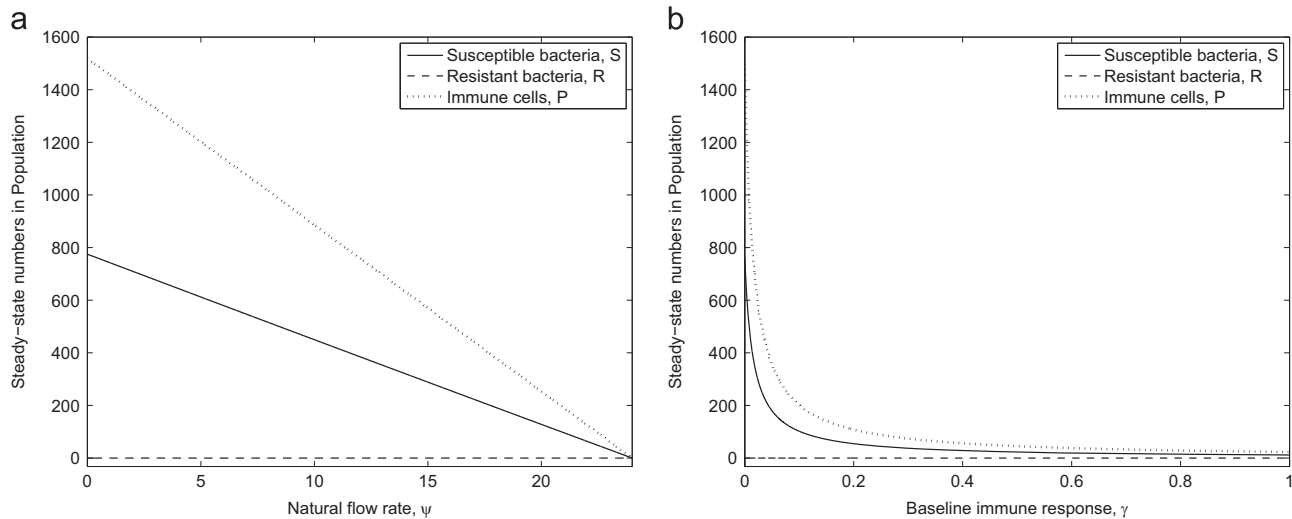 a
1600
1400
1200
1000
800
600
400
200
0
Steady-state numbers in Population
Susceptible bacteria, S
Resistant bacteria, R
Immune cells, P
0 5 10 15 20
Natural flow rate, ψ
b
1600
1400
1200
1000
800
600
400
200
0
Steady-state numbers in Population
Susceptible bacteria, S
Resistant bacteria, R
Immune cells, P
0 0.2 0.4 0.6 0.8 1
Baseline immune response, γ